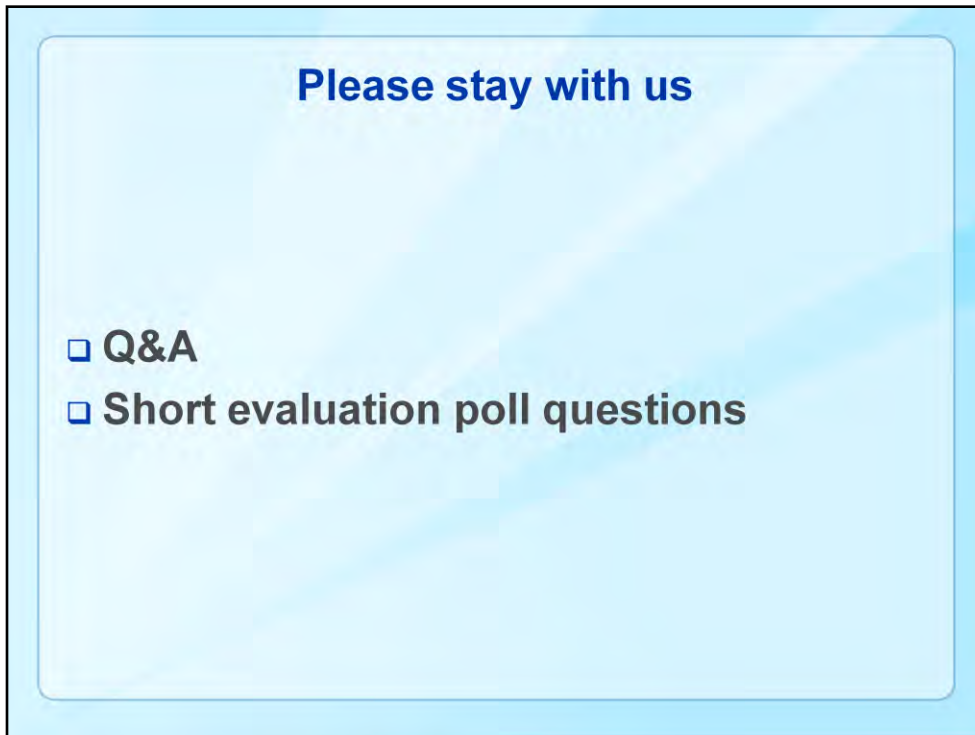 Please stay with us
❑ Q&A
❑ Short evaluation poll questions